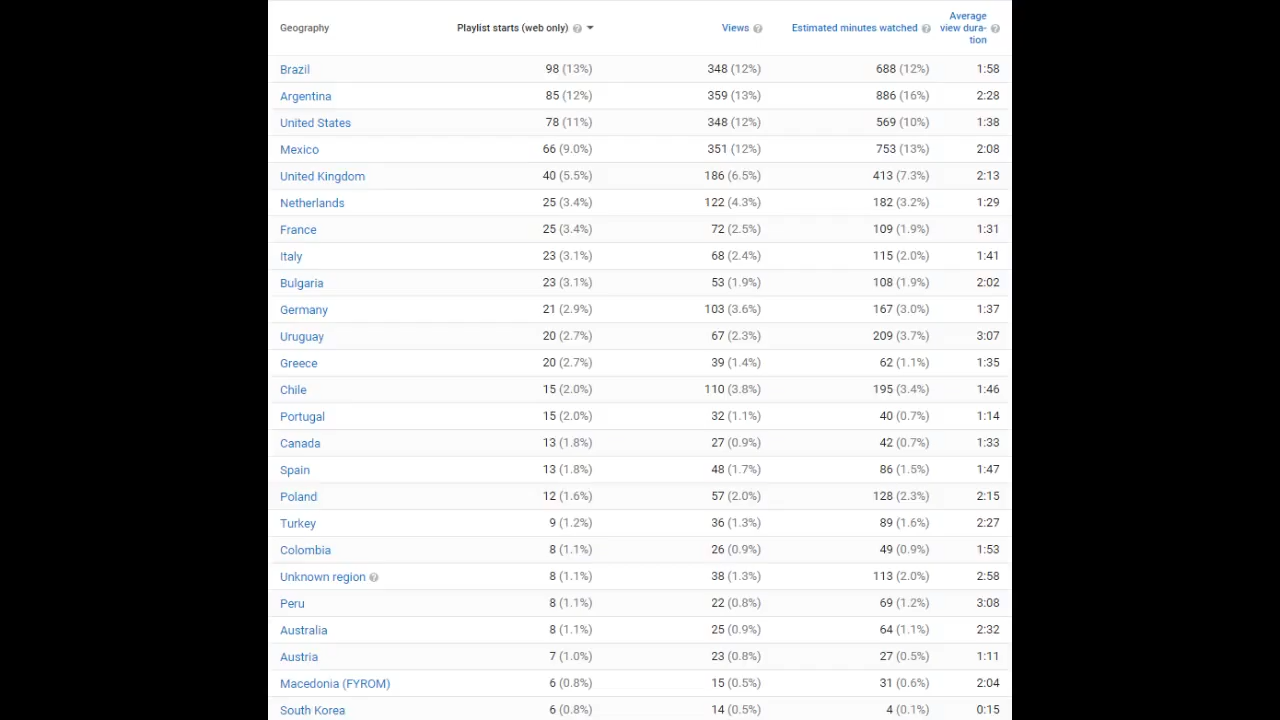 Geography Playlist starts (web only) Views Estimated minutes watched Average view dura- tion
Brazil 98 (13%) 348 (12%) 688 (12%) 1:58
Argentina 85 (12%) 359 (13%) 886 (16%) 2:28
United States 78 (11%) 348 (12%) 569 (10%) 1:38
Mexico 66 (9.0%) 351 (12%) 753 (13%) 2:08
United Kingdom 40 (5.5%) 186 (6.5%) 413 (7.3%) 2:13
Netherlands 25 (3.4%) 122 (4.3%) 182 (3.2%) 1:29
France 25 (3.4%) 72 (2.5%) 109 (1.9%) 1:31
Italy 23 (3.1%) 68 (2.4%) 115 (2.0%) 1:41
Bulgaria 23 (3.1%) 53 (1.9%) 108 (1.9%) 2:02
Germany 21 (2.9%) 103 (3.6%) 167 (3.0%) 1:37
Uruguay 20 (2.7%) 67 (2.3%) 209 (3.7%) 3:07
Greece 20 (2.7%) 39 (1.4%) 62 (1.1%) 1:35
Chile 15 (2.0%) 110 (3.8%) 195 (3.4%) 1:46
Portugal 15 (2.0%) 32 (1.1%) 40 (0.7%) 1:14
Canada 13 (1.8%) 27 (0.9%) 42 (0.7%) 1:33
Spain 13 (1.8%) 48 (1.7%) 86 (1.5%) 1:47
Poland 12 (1.6%) 57 (2.0%) 128 (2.3%) 2:15
Turkey 9 (1.2%) 36 (1.3%) 89 (1.6%) 2:27
Colombia 8 (1.1%) 26 (0.9%) 49 (0.9%) 1:53
Unknown region 8 (1.1%) 38 (1.3%) 113 (2.0%) 2:58
Peru 8 (1.1%) 22 (0.8%) 69 (1.2%) 3:08
Australia 8 (1.1%) 25 (0.9%) 64 (1.1%) 2:32
Austria 7 (1.0%) 23 (0.8%) 27 (0.5%) 1:11
Macedonia (FYROM) 6 (0.8%) 15 (0.5%) 31 (0.6%) 2:04
South Korea 6 (0.8%) 14 (0.5%) 4 (0.1%) 0:15